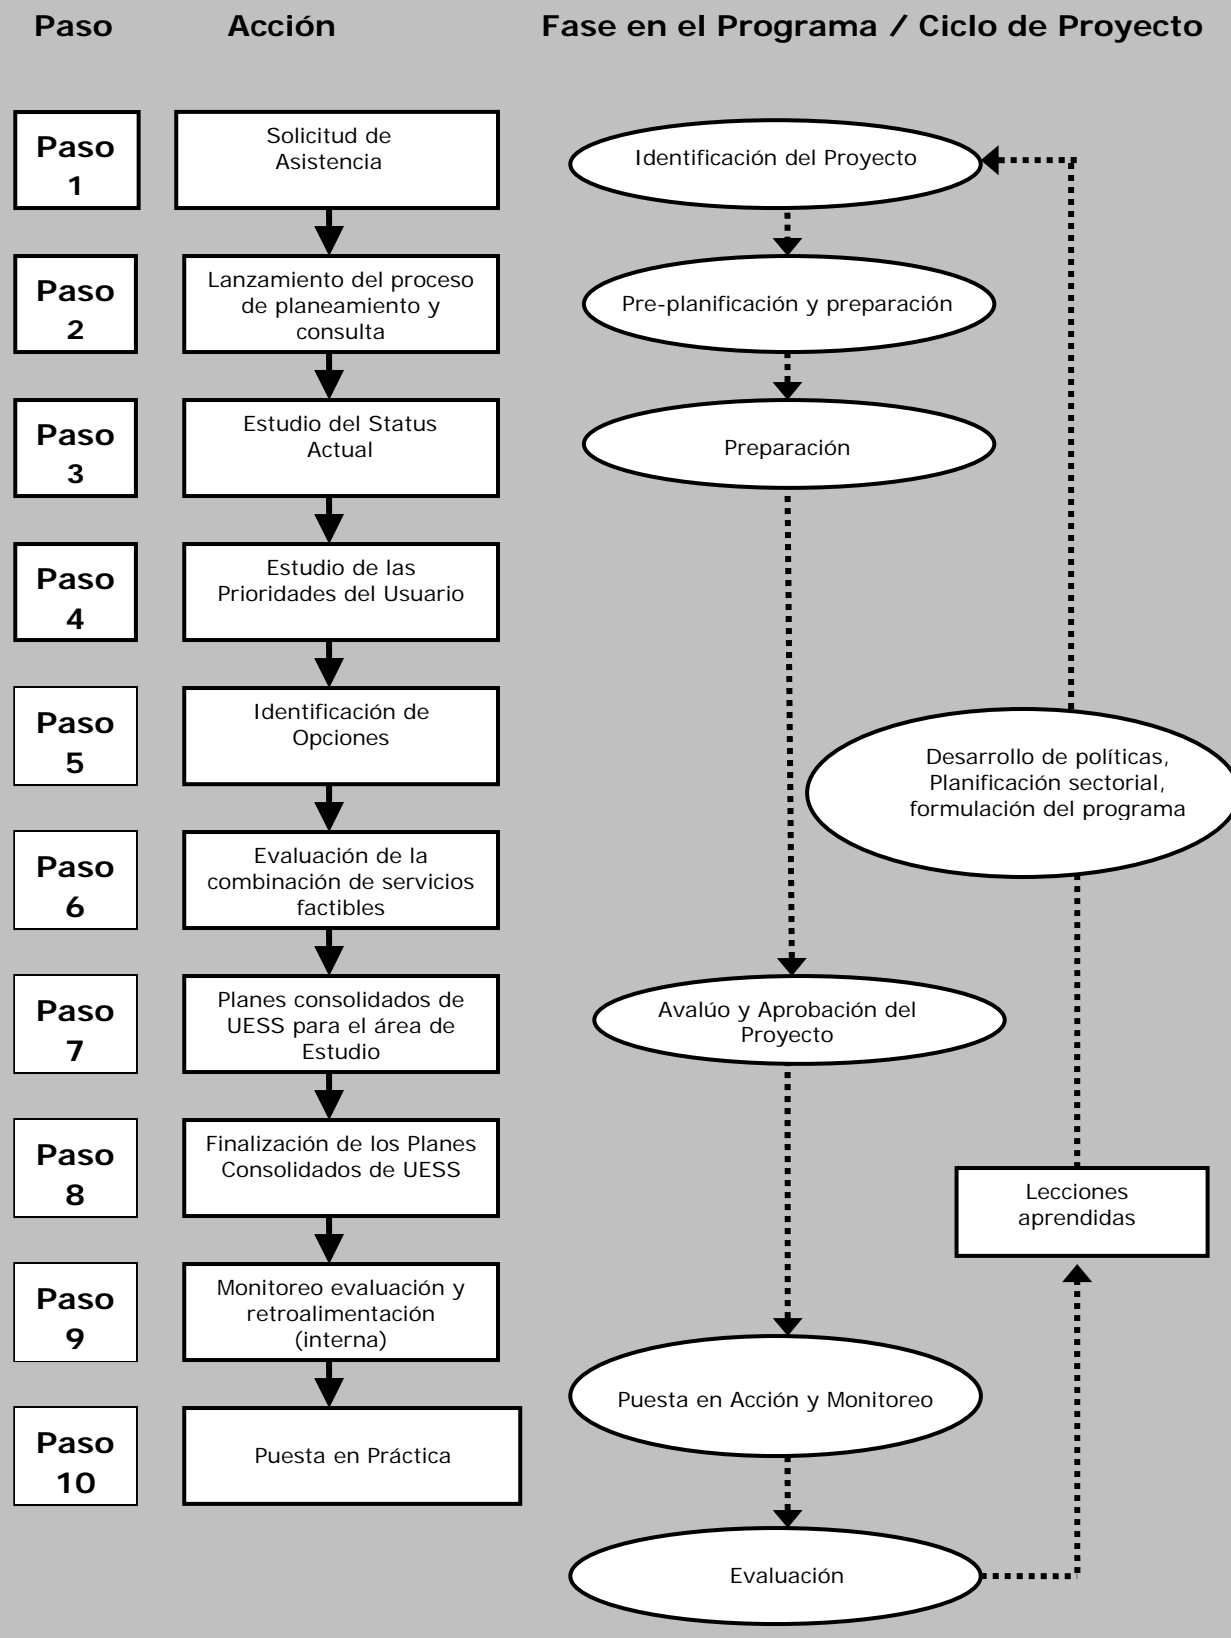 Paso Acción Fase en el Programa / Ciclo de Proyecto
Paso
1
Solicitud de
Asistencia
Identificación del Proyecto
Paso
2
Lanzamiento del proceso
de planeamiento y
consulta
Pre-planificación y preparación
Paso
3
Estudio del Status
Actual
Preparación
Paso
4
Estudio de las
Prioridades del Usuario
Paso
5
Identificación de
Opciones
Desarrollo de políticas,
Planificación sectorial,
formulación del programa
Paso
6
Evaluación de la
combinación de servicios
factibles
Paso
7
Planes consolidados de
UESS para el área de
Estudio
Avalúo y Aprobación del
Proyecto
Paso
8
Finalización de los Planes
Consolidados de UESS
Lecciones
aprendidas
Paso
9
Monitoreo evaluación y
retroalimentación
(interna)
Puesta en Acción y Monitoreo
Paso
10
Puesta en Práctica
Evaluación